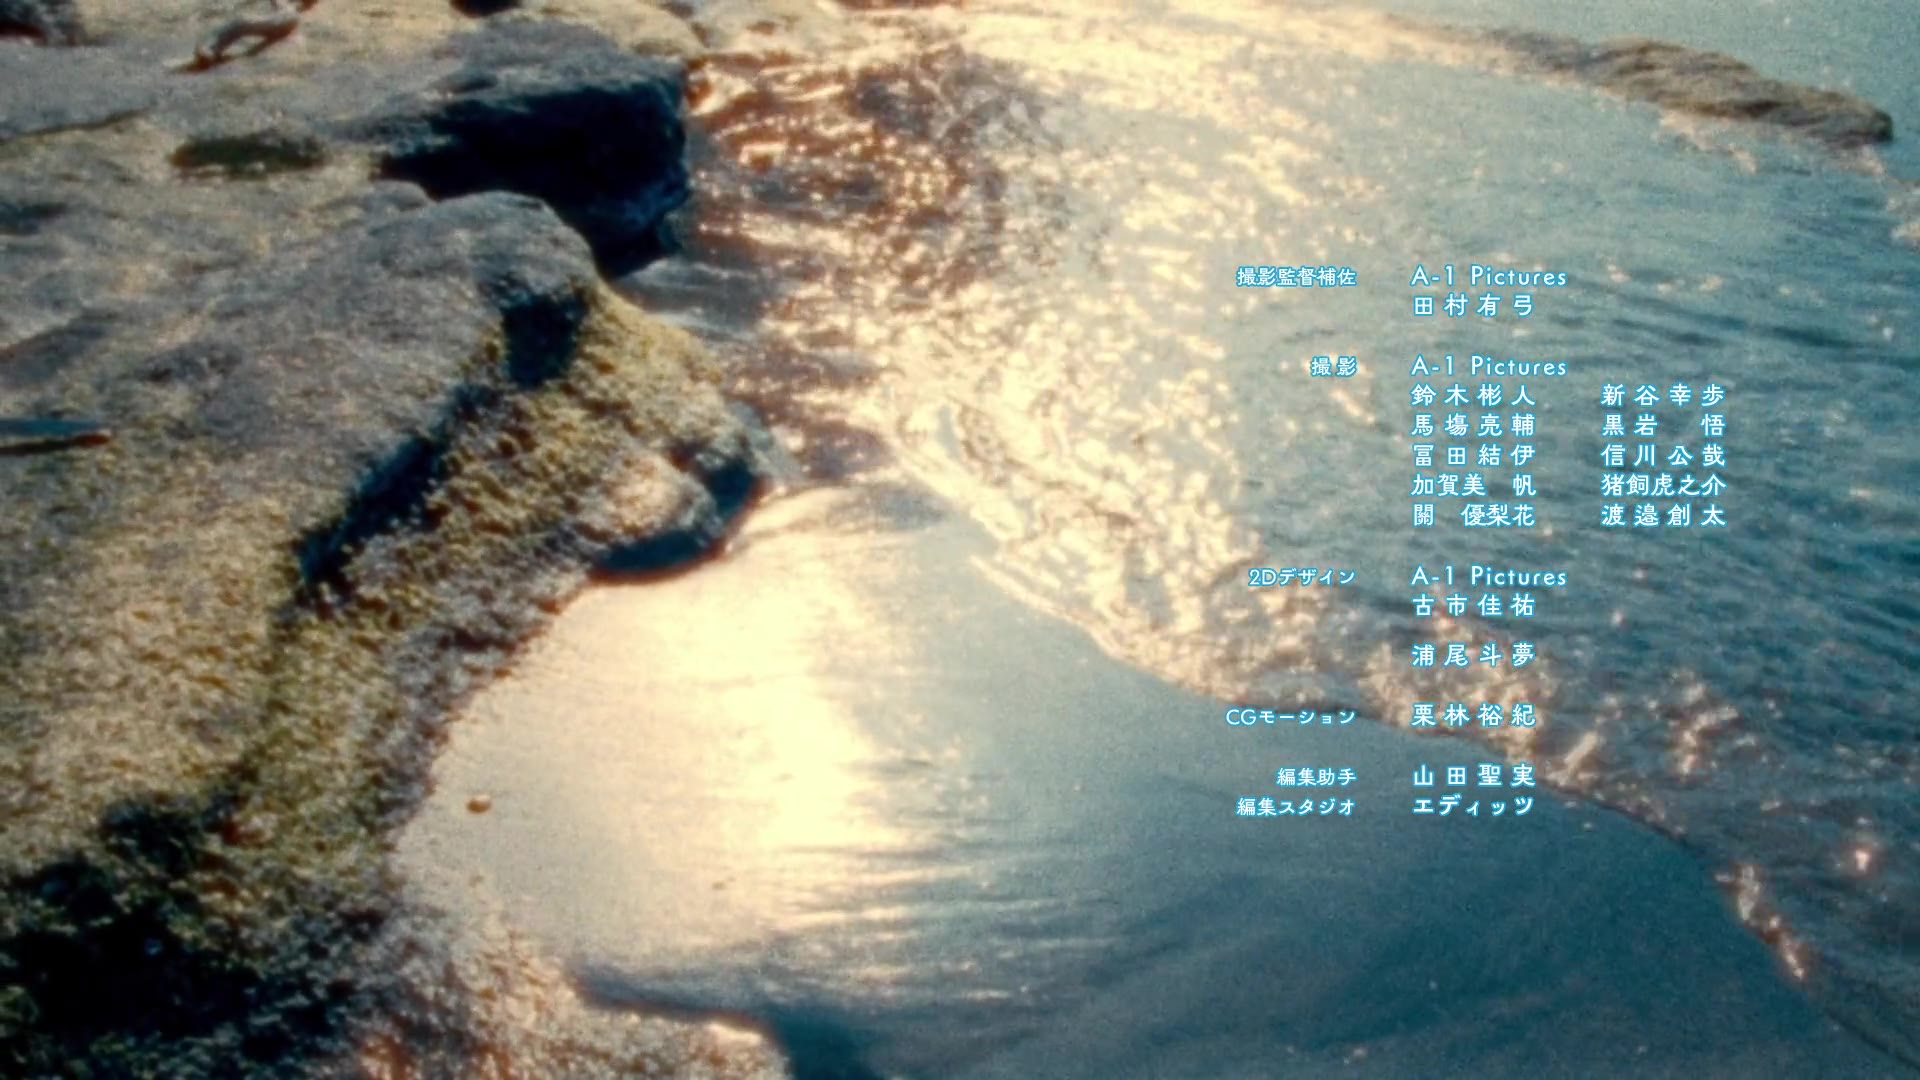 撮影監督補佐 A-1 Pictures
田村有弓
撮影 A-1 Pictures
鈴木彬人 新谷幸歩
馬塲亮輔 黒岩 悟
冨田結伊 信川公哉
加賀美 帆 猪飼虎之介
關 優梨花 渡邉創太
2Dデザイン A-1 Pictures
古市佳祐
浦尾斗夢
CGモーション 栗林裕紀
編集助手 山田聖実
編集スタジオ エディッツ